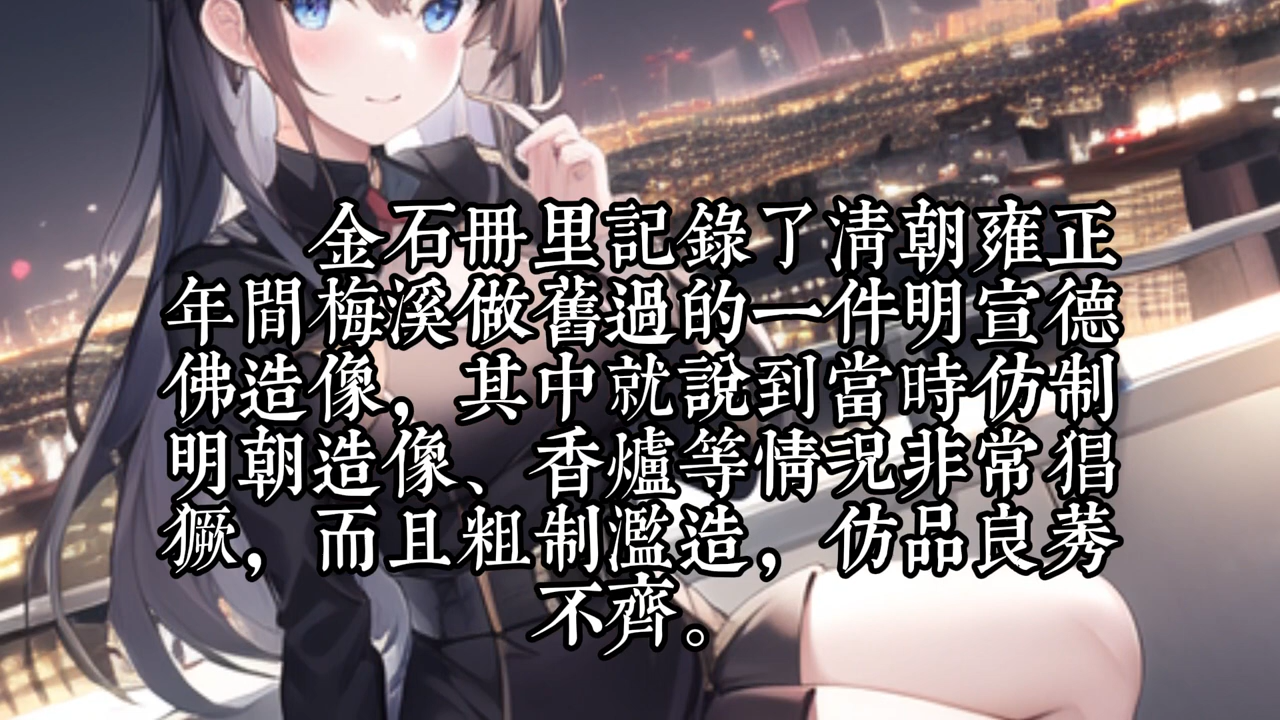 金石冊里記錄了清朝雍正
年間梅溪做舊過的一件明宣德
佛造像，其中就說到當時仿制
明朝造像、香爐等情況非常猖
獗，而且粗制濫造，仿品良莠
不齊。